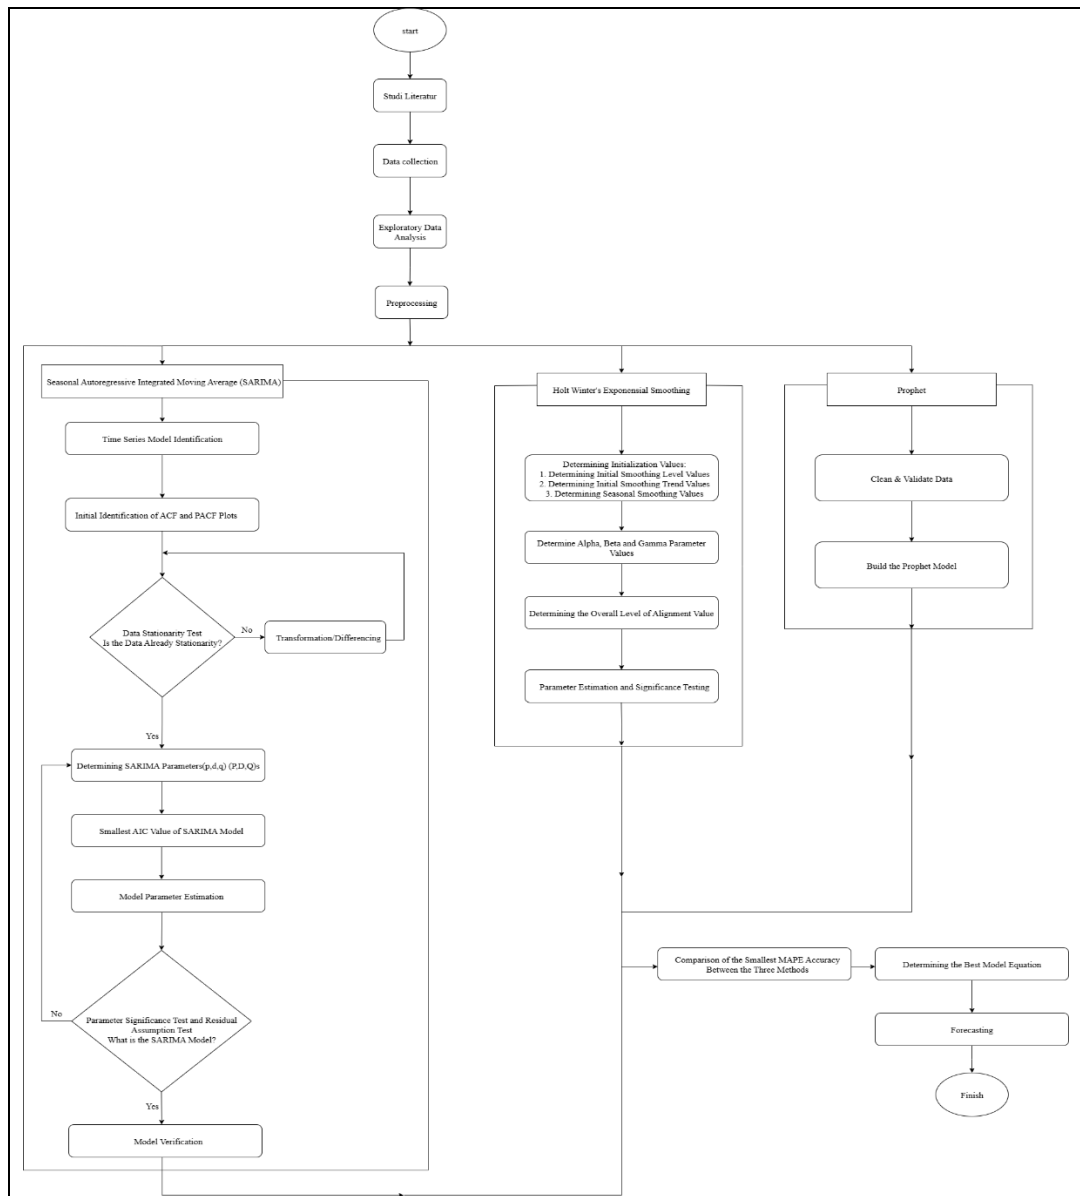 start
Studi Literatur
Data collection
Exploratory Data
Analysis
Preprocessing
Seasonal Autoregressive Integrated Moving Average (SARIMA)
Time Series Model Identification
Initial Identification of ACF and PACF Plots
Data Stationarity Test
Is the Data Already Stationarity?
No
Transformation/Differencing
Yes
Determining SARIMA Parameters(p,d,q) (P,D,Q)s
Smallest AIC Value of SARIMA Model
Model Parameter Estimation
No
Parameter Significance Test and Residual
Assumption Test
What is the SARIMA Model?
Yes
Model Verification
Holt Winter's Exponensial Smoothing
Determining Initialization Values:
1. Determining Initial Smoothing Level Values
2. Determining Initial Smoothing Trend Values
3. Determining Seasonal Smoothing Values
Determine Alpha, Beta and Gamma Parameter
Values
Determining the Overall Level of Alignment Value
Parameter Estimation and Significance Testing
Prophet
Clean & Validate Data
Build the Prophet Model
Comparison of the Smallest MAPE Accuracy
Between the Three Methods
Determining the Best Model Equation
Forecasting
Finish